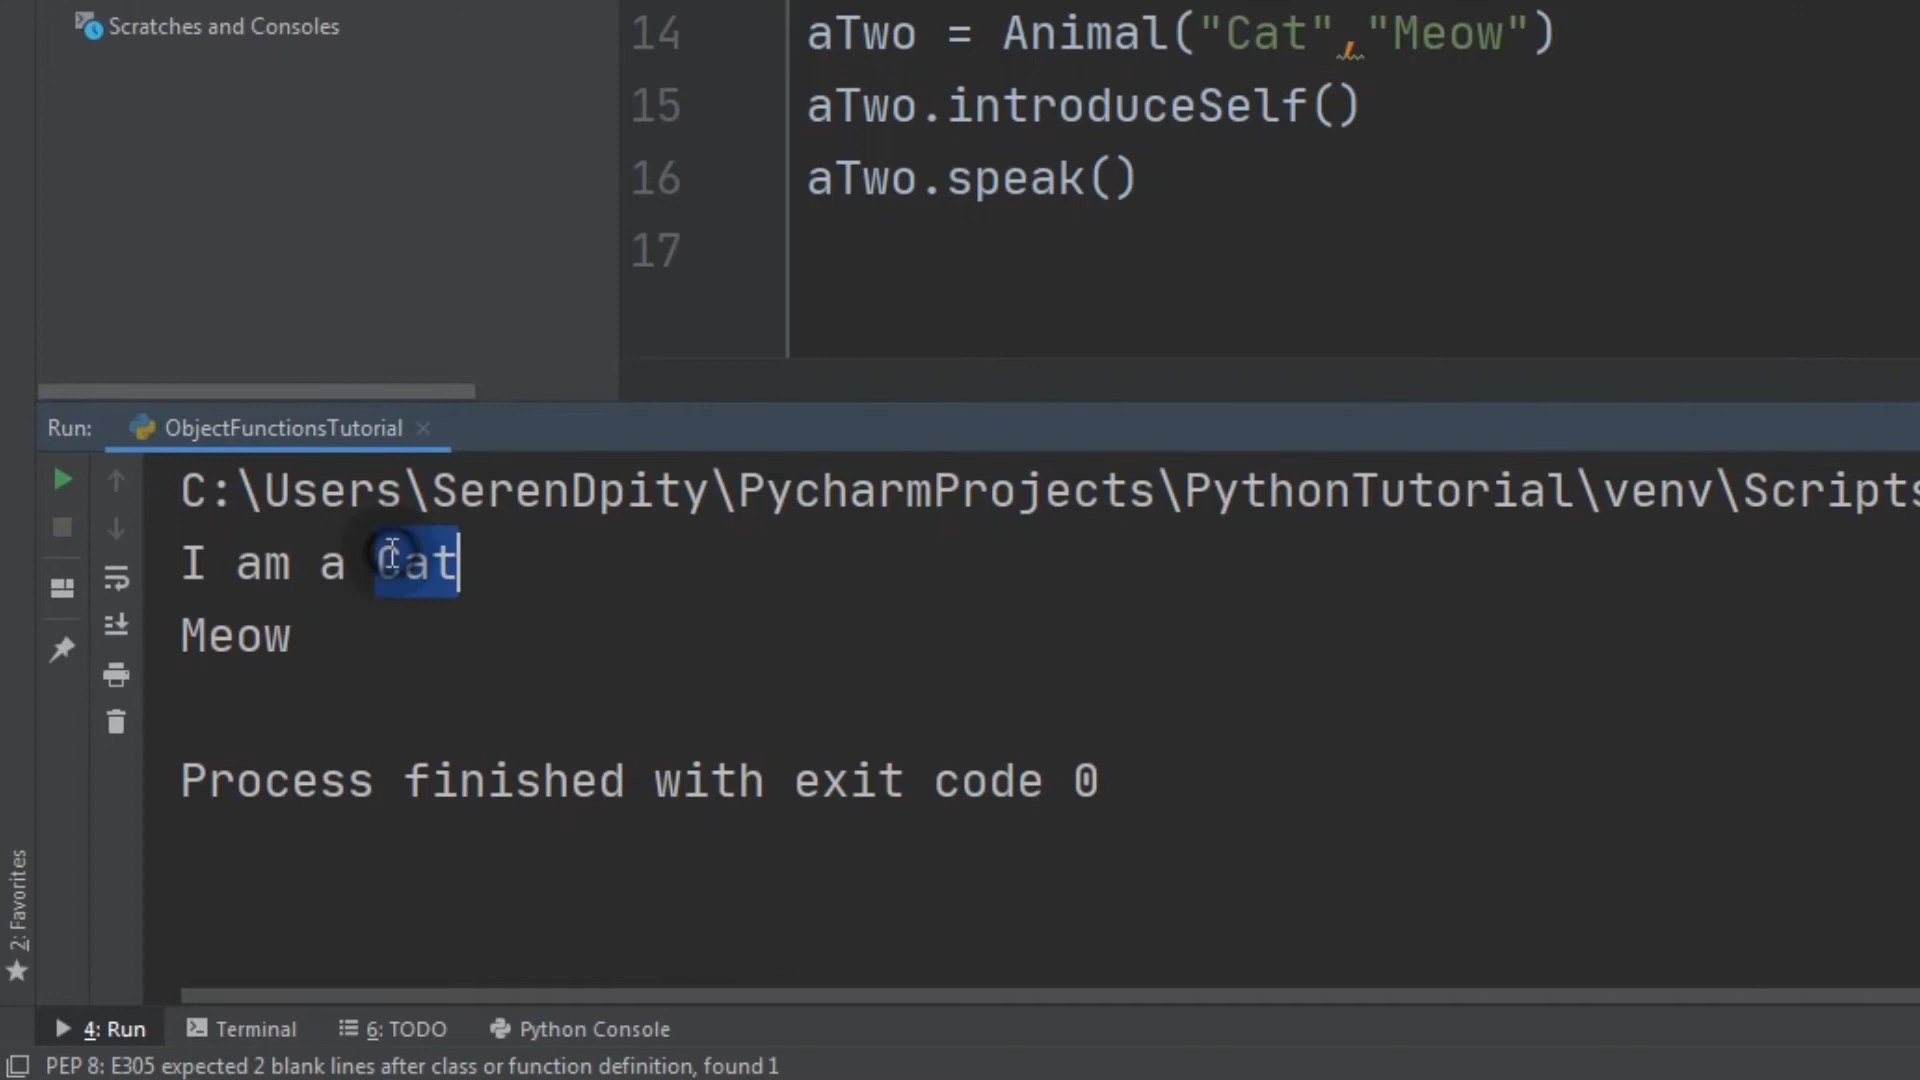 Scratches and Consoles
14 aTwo = Animal("Cat","Meow")
15 aTwo.introduceSelf()
16 aTwo.speak()
17
Run: ObjectFunctionsTutorial
C:\Users\SerenDpity\PycharmProjects\PythonTutorial\venv\Scripts
I am a Cat
Meow
Process finished with exit code 0
2: Favorites
4: Run Terminal 6: TODO Python Console
PEP 8: E305 expected 2 blank lines after class or function definition, found 1